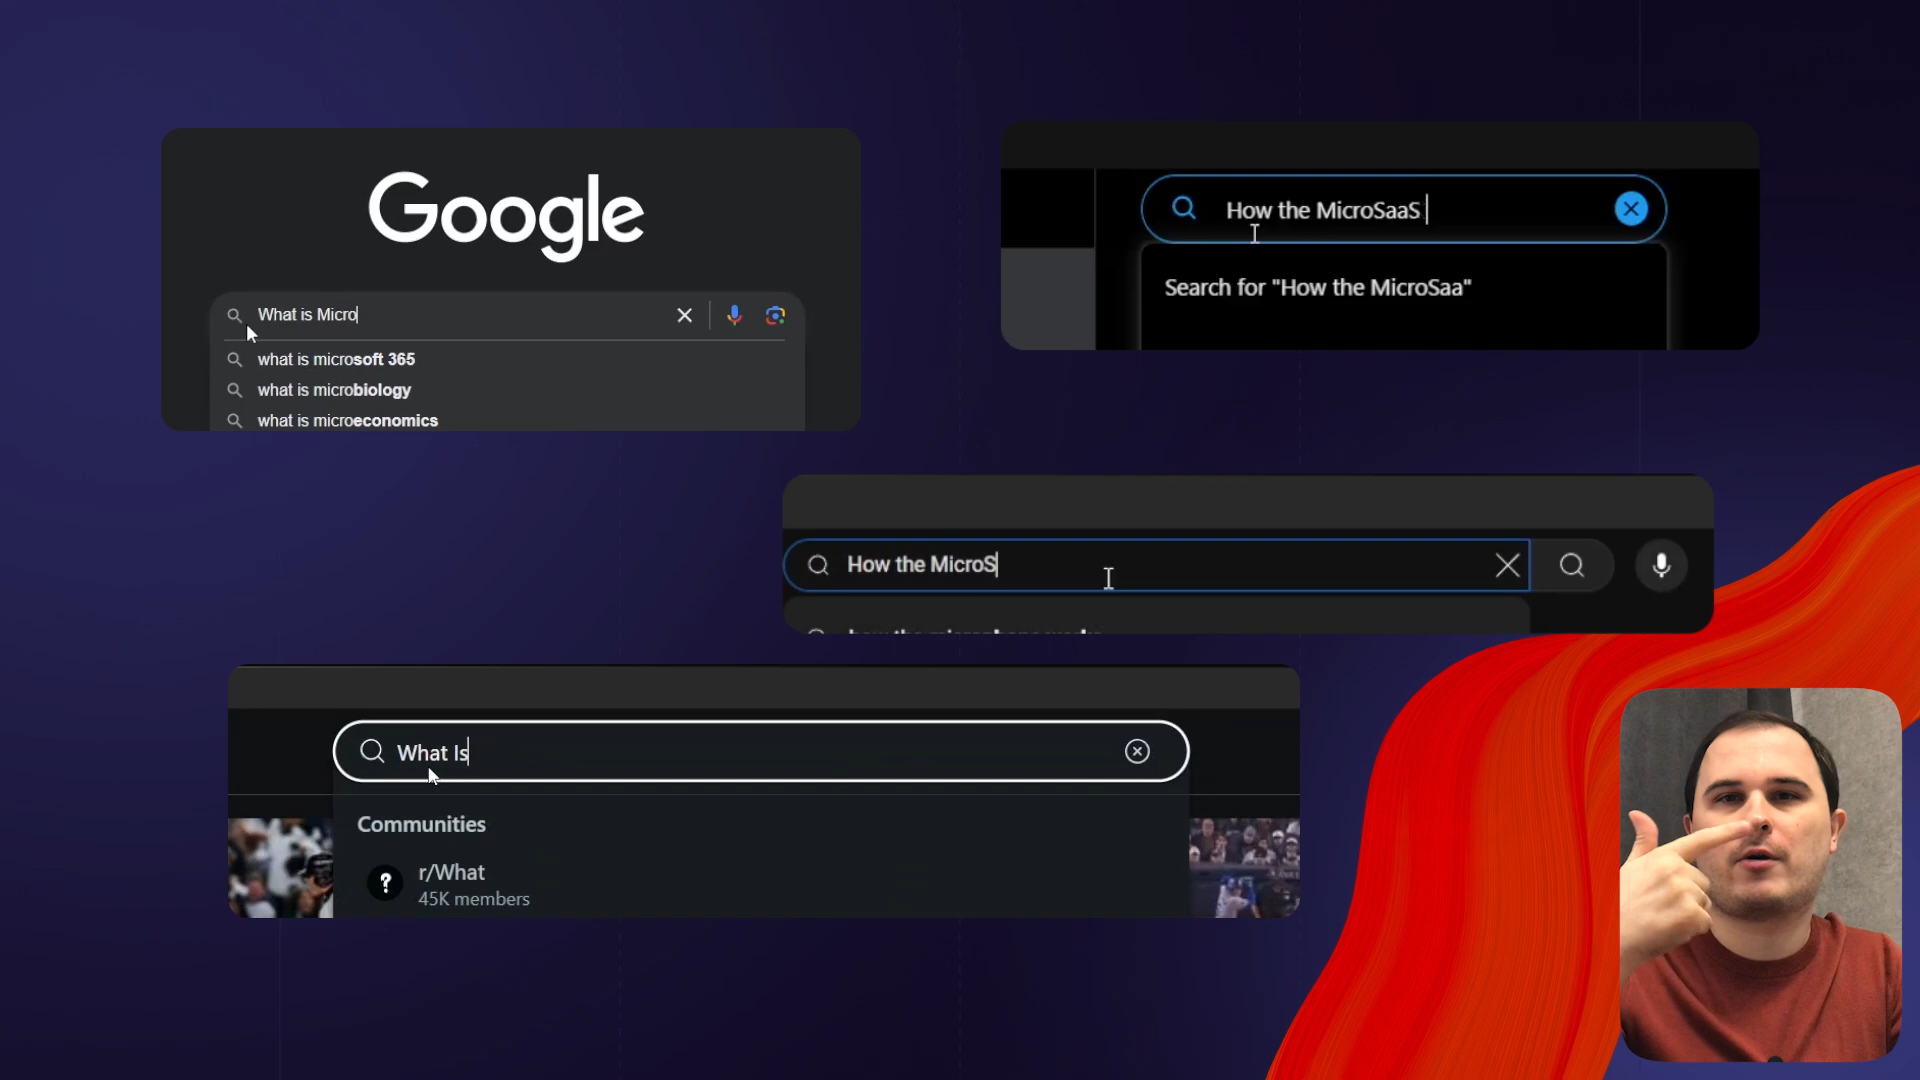 Google
What is Micro
what is microsoft 365
what is microbiology
what is microeconomics
How the MicroSaaS
Search for "How the MicroSaa"
How the MicroS
What Is
Communities
?
r/What
45K members